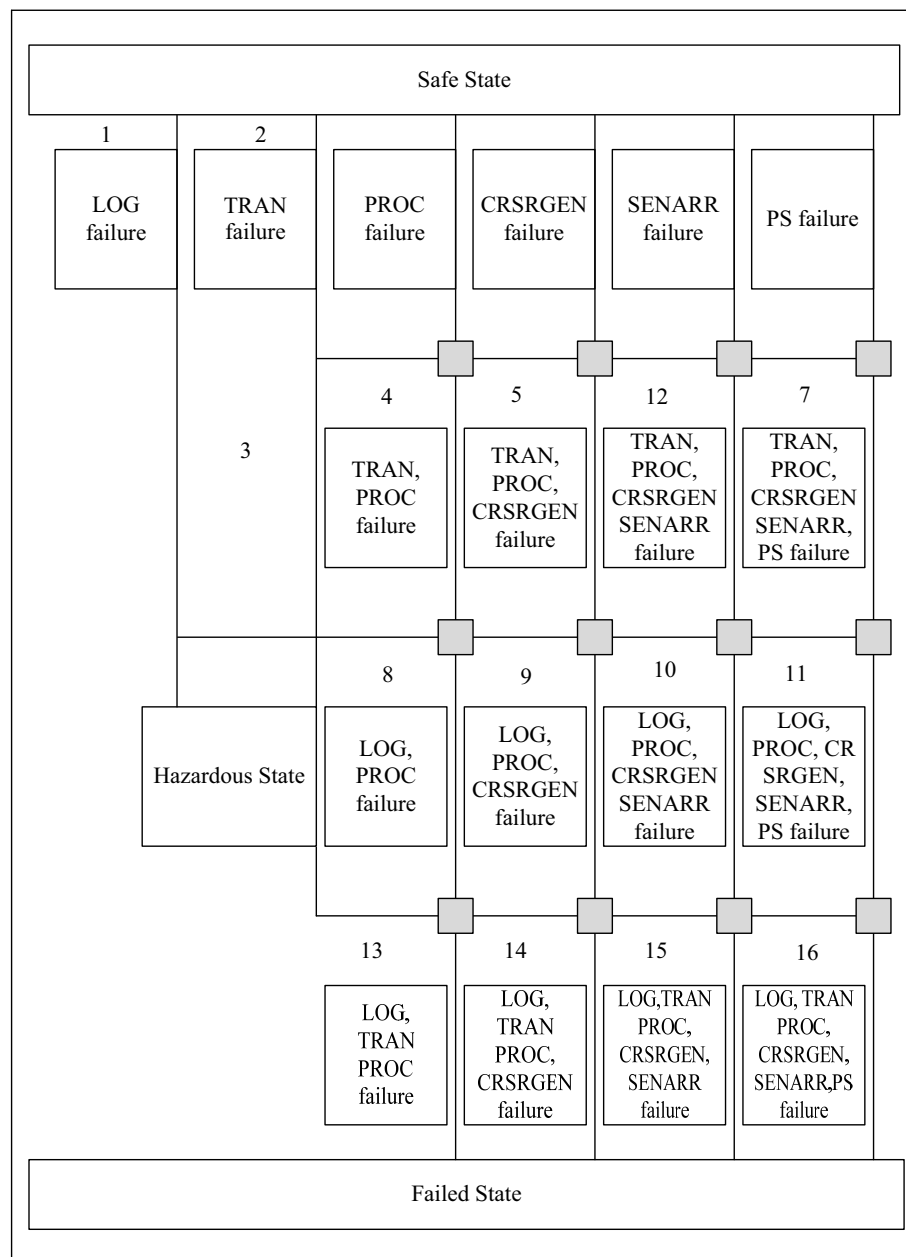 Safe State
1
2
LOG
failure
TRAN
failure
PROC
failure
CRSRGEN
failure
SENARR
failure
PS failure
3
4
5
12
7
TRAN,
PROC
failure
TRAN,
PROC,
CRSRGEN
failure
TRAN,
PROC,
CRSRGEN
SENARR
failure
TRAN,
PROC,
CRSRGEN
SENARR,
PS failure
8
9
10
11
Hazardous State
LOG,
PROC
failure
LOG,
PROC,
CRSRGEN
failure
LOG,
PROC,
CRSRGEN
SENARR
failure
LOG,
PROC, CR
SRGEN,
SENARR,
PS failure
13
14
15
16
LOG,
TRAN
PROC
failure
LOG,
TRAN
PROC,
CRSRGEN
failure
LOG,TRAN
PROC,
CRSRGEN,
SENARR
failure
LOG, TRAN
PROC,
CRSRGEN,
SENARR,PS
failure
Failed State